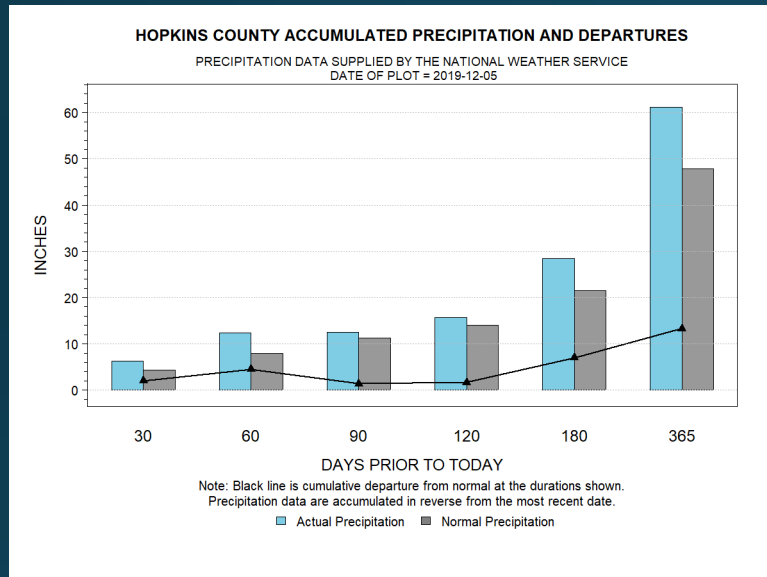 HOPKINS COUNTY ACCUMULATED PRECIPITATION AND DEPARTURES
PRECIPITATION DATA SUPPLIED BY THE NATIONAL WEATHER SERVICE
DATE OF PLOT = 2019-12-05
INCHES
60
50
40
30
20
10
0
30 60 90 120 180 365
DAYS PRIOR TO TODAY
Note: Black line is cumulative departure from normal at the durations shown.
Precipitation data are accumulated in reverse from the most recent date.
Actual Precipitation Normal Precipitation